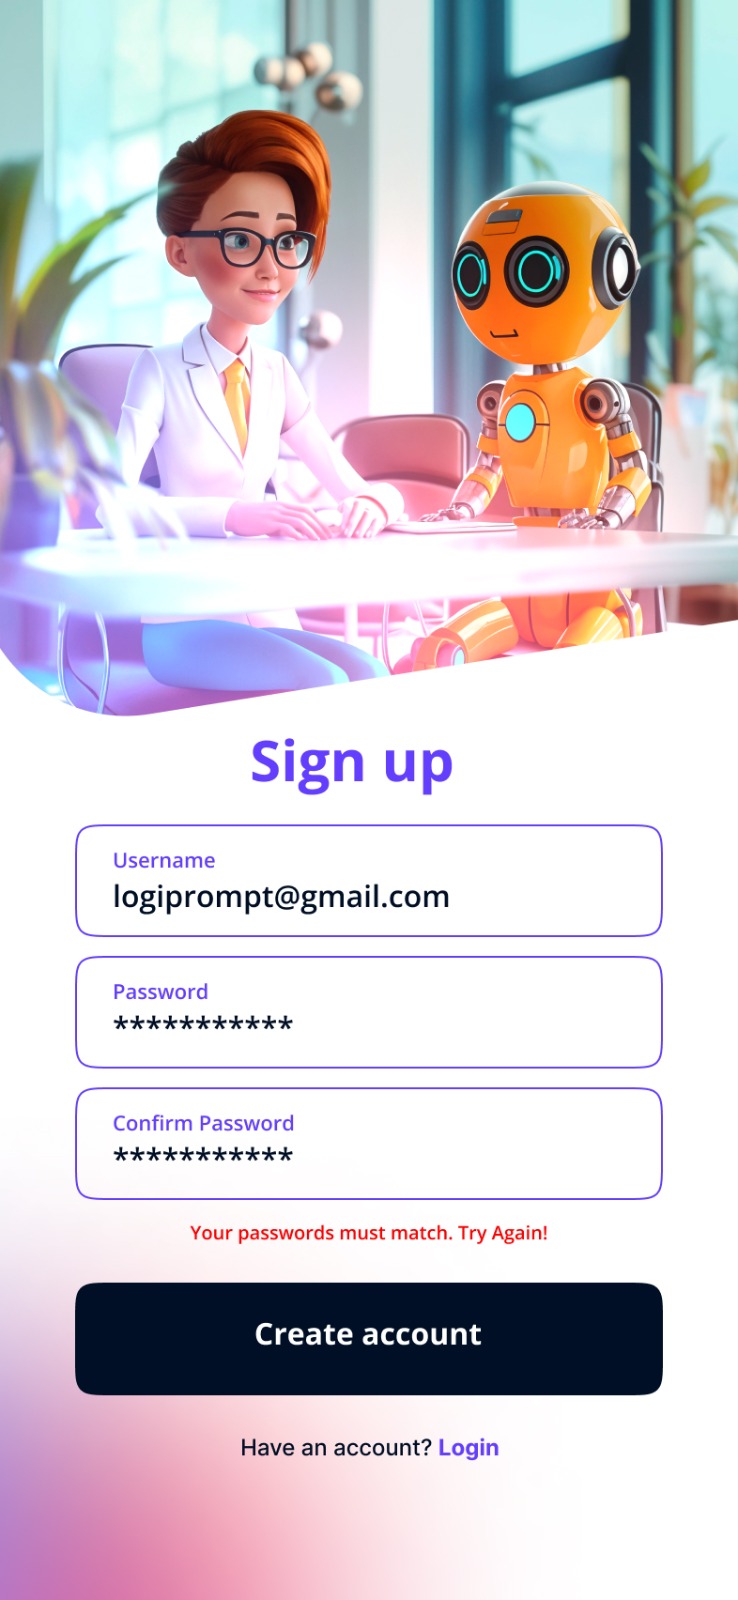 Sign up
Username
logiprompt@gmail.com
Password
***********
Confirm Password
***********
Your passwords must match. Try Again!
Create account
Have an account? Login